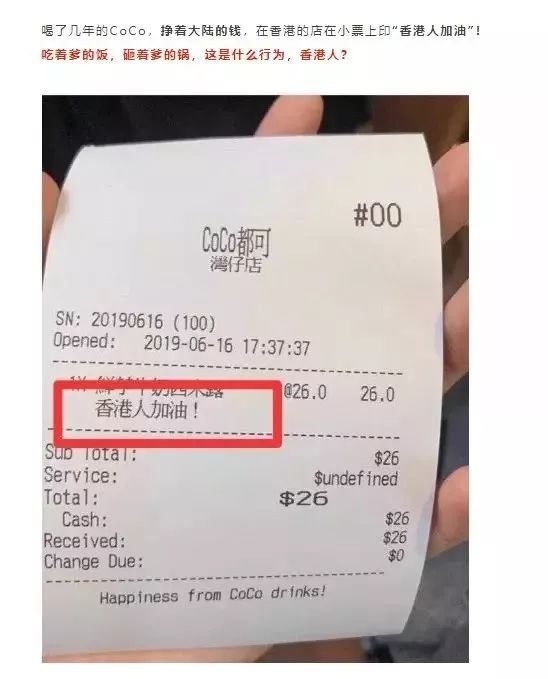 喝了几年的CoCo，挣着大陆的钱，在香港的店在小票上印“香港人加油”！
吃着爹的饭，砸着爹的锅，这是什么行为，香港人？
#00
CoCo都可
灣仔店
SN: 20190616 (100)
Opened: 2019-06-16 17:37:37
牛奶西米露 @26.0 26.0
香港人加油！
Sub Total: $26
Service: $undefined
Total: $26
Cash: $26
Received: $26
Change Due: $0
Happiness from CoCo drinks!